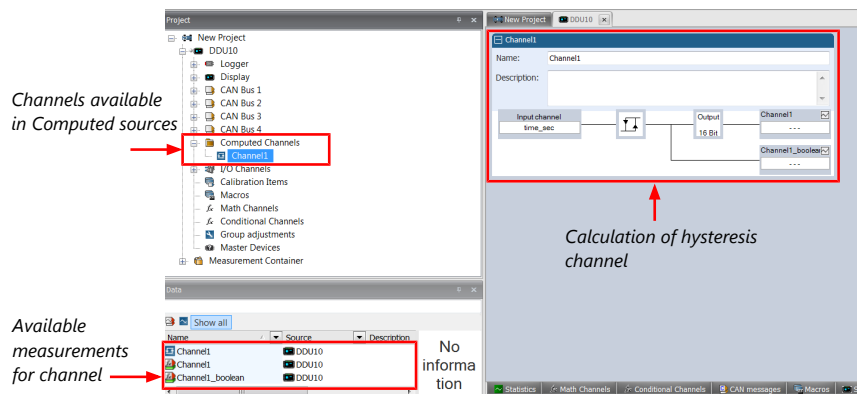 Project
New Project
DDU10
Logger
Display
CAN Bus 1
CAN Bus 2
CAN Bus 3
CAN Bus 4
Computed Channels
Channel1
I/O Channels
Calibration Items
Macros
Math Channels
Conditional Channels
Group adjustments
Master Devices
Measurement Container
Channels available
in Computed sources
Data
Show all
Name Source Description
Channel1 DDU10
Channel1 DDU10
Channel1_boolean DDU10
No
informa
tion
Available
measurements
for channel
New Project DDU10
Channel1
Name: Channel1
Description:
Input channel
time_sec
Output
16 Bit
Channel1
---
Channel1_boolean
---
Calculation of hysteresis
channel
Statistics Math Channels Conditional Channels CAN messages Macros